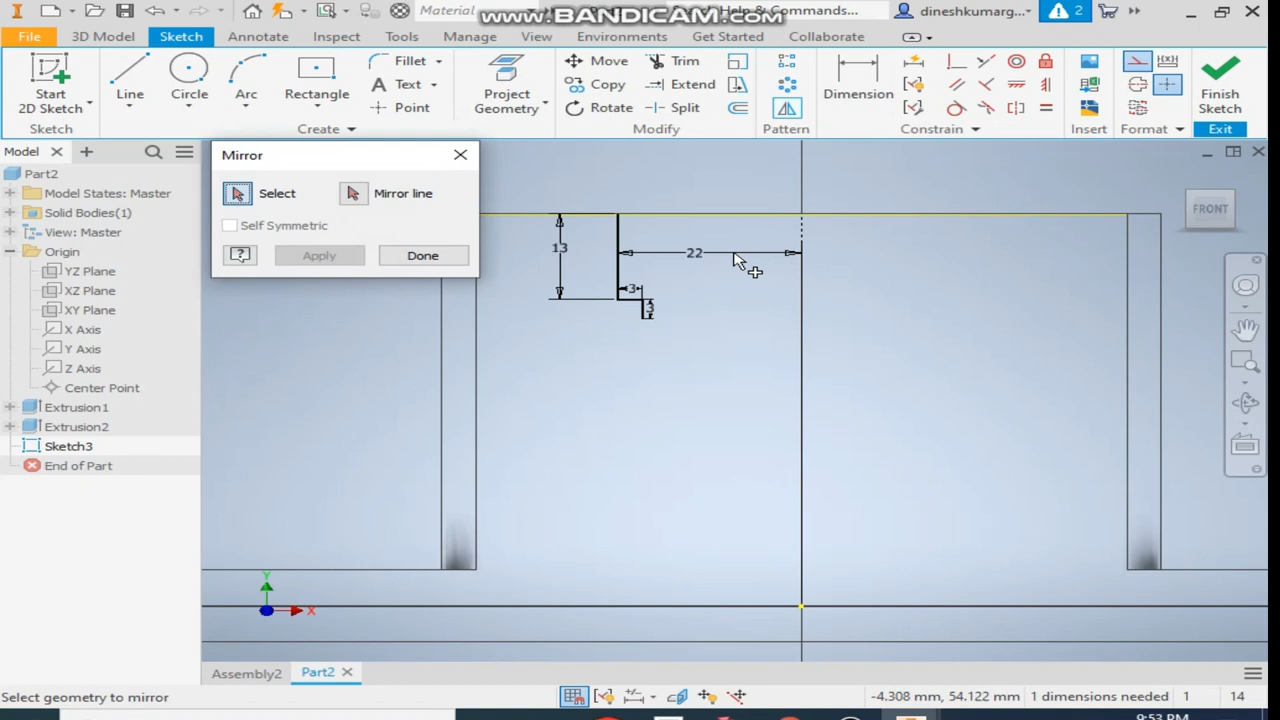 Material
www.BANDICAM.com
Help & Commands...
dineshkumarg...
2
File
3D Model
Sketch
Annotate
Inspect
Tools
Manage
View
Environments
Get Started
Collaborate
Start
2D Sketch
Line
Circle
Arc
Rectangle
Fillet
Text
Point
Project
Geometry
Move
Copy
Rotate
Trim
Extend
Split
Dimension
Finish
Sketch
Sketch
Create
Modify
Pattern
Constrain
Insert
Format
Exit
Model
Part2
Model States: Master
Solid Bodies(1)
View: Master
Origin
YZ Plane
XZ Plane
XY Plane
X Axis
Y Axis
Z Axis
Center Point
Extrusion1
Extrusion2
Sketch3
End of Part
Mirror
Select
Mirror line
Self Symmetric
Apply
Done
13
22
3
3
FRONT
Y
X
Assembly2
Part2
Select geometry to mirror
-4.308 mm, 54.122 mm
1 dimensions needed
1
14
9:53 PM